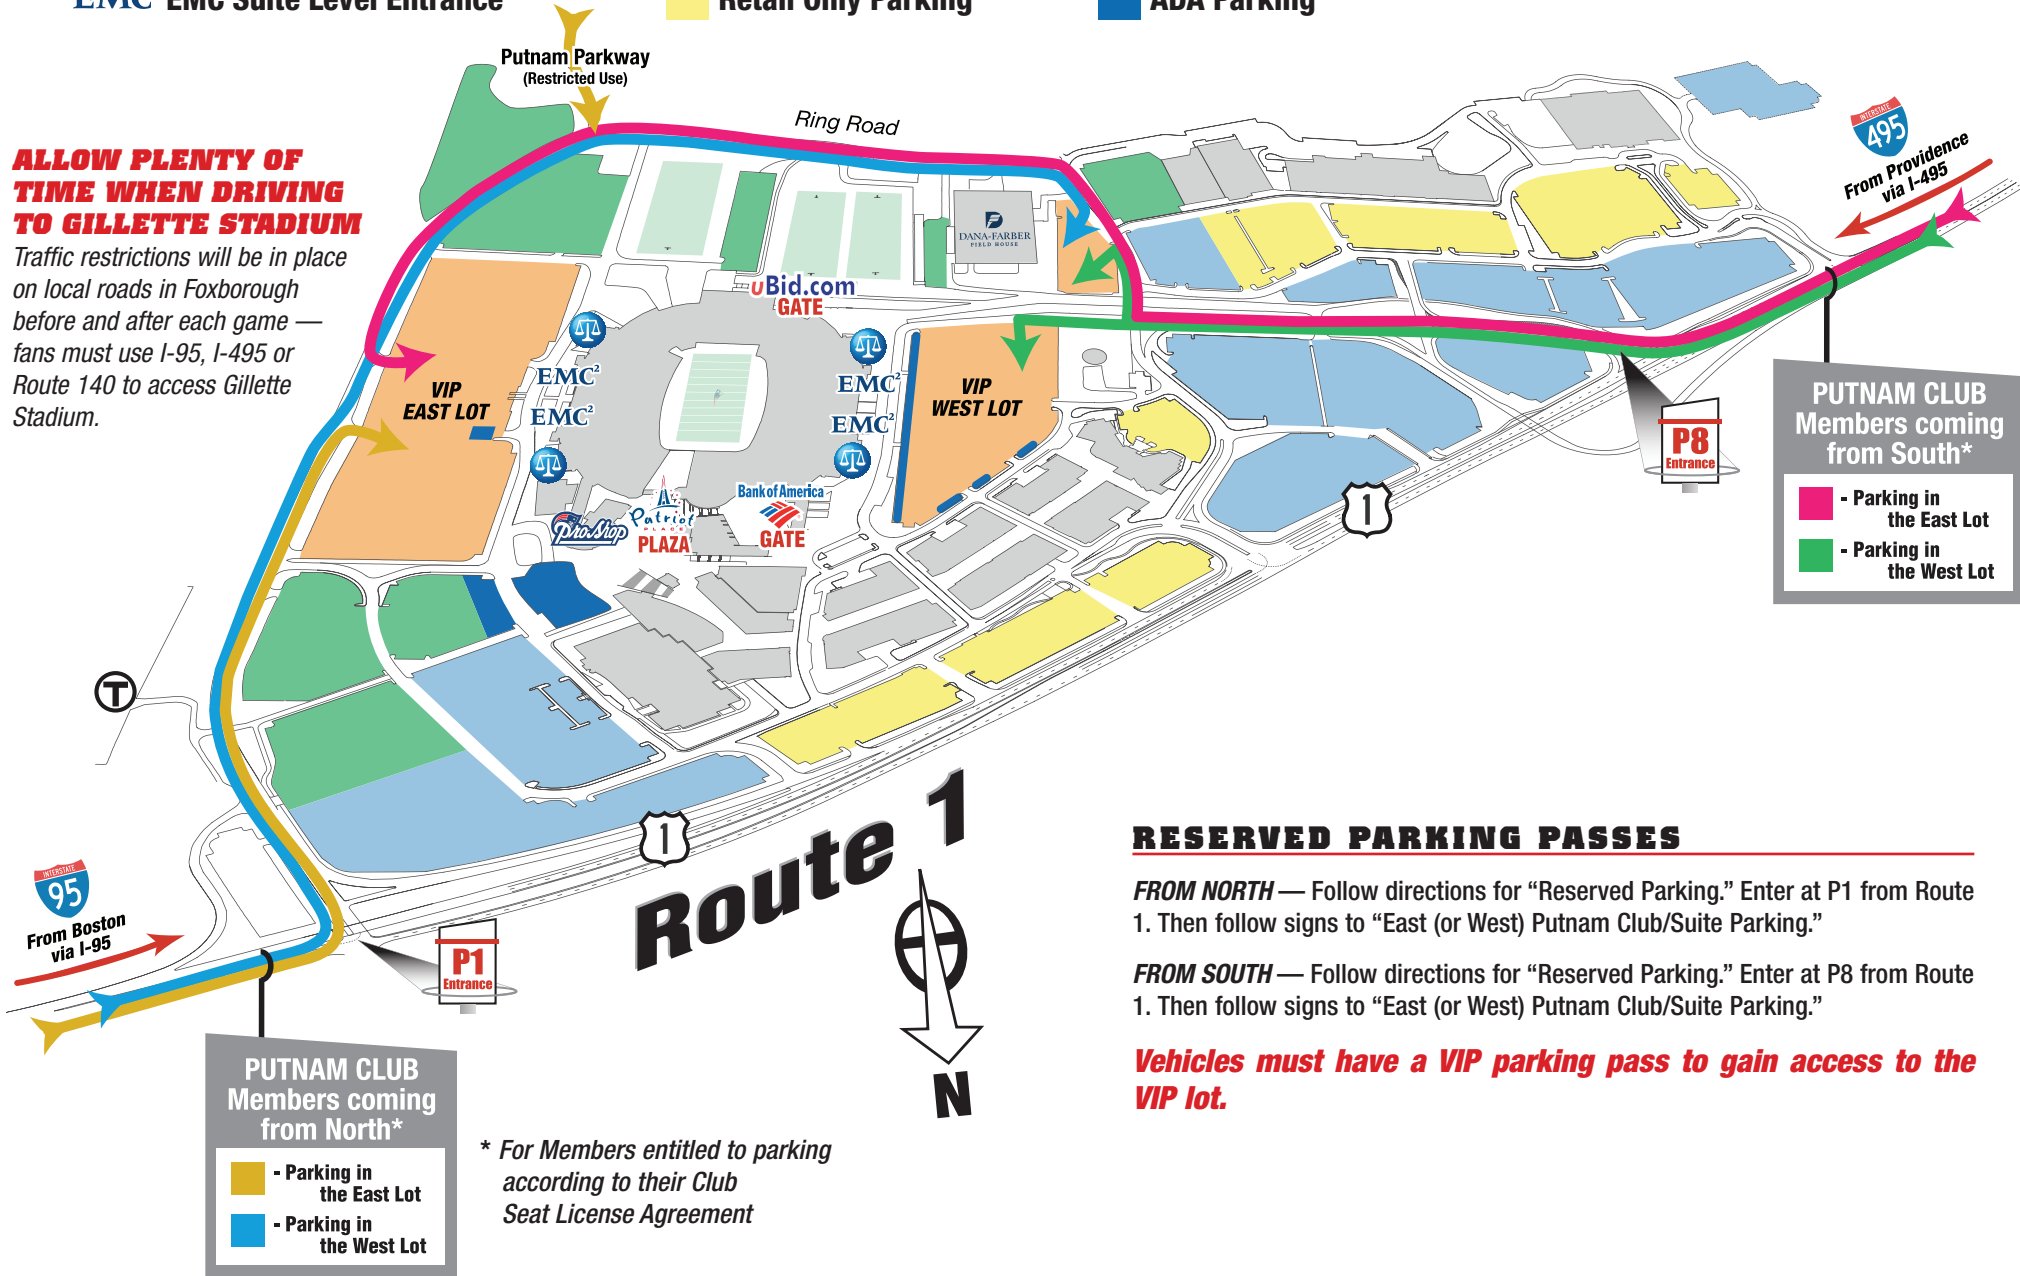 EMC² EMC Suite Level Entrance
Retail Only Parking
ADA Parking
Putnam Parkway
(Restricted Use)
Ring Road
ALLOW PLENTY OF
TIME WHEN DRIVING
TO GILLETTE STADIUM
Traffic restrictions will be in place
on local roads in Foxborough
before and after each game —
fans must use I-95, I-495 or
Route 140 to access Gillette
Stadium.
INTERSTATE
495
From Providence
via I-495
DANA-FARBER
FIELD HOUSE
uBid.com
GATE
VIP
EAST LOT
EMC²
EMC²
EMC²
EMC²
VIP
WEST LOT
ProShop
Patriot
PLACE
PLAZA
Bank of America
GATE
P8
Entrance
1
PUTNAM CLUB
Members coming
from South*
- Parking in
the East Lot
- Parking in
the West Lot
T
1
Route 1
INTERSTATE
95
From Boston
via I-95
P1
Entrance
N
RESERVED PARKING PASSES
FROM NORTH — Follow directions for “Reserved Parking.” Enter at P1 from Route
1. Then follow signs to “East (or West) Putnam Club/Suite Parking.”
FROM SOUTH — Follow directions for “Reserved Parking.” Enter at P8 from Route
1. Then follow signs to “East (or West) Putnam Club/Suite Parking.”
Vehicles must have a VIP parking pass to gain access to the
VIP lot.
PUTNAM CLUB
Members coming
from North*
- Parking in
the East Lot
- Parking in
the West Lot
* For Members entitled to parking
according to their Club
Seat License Agreement